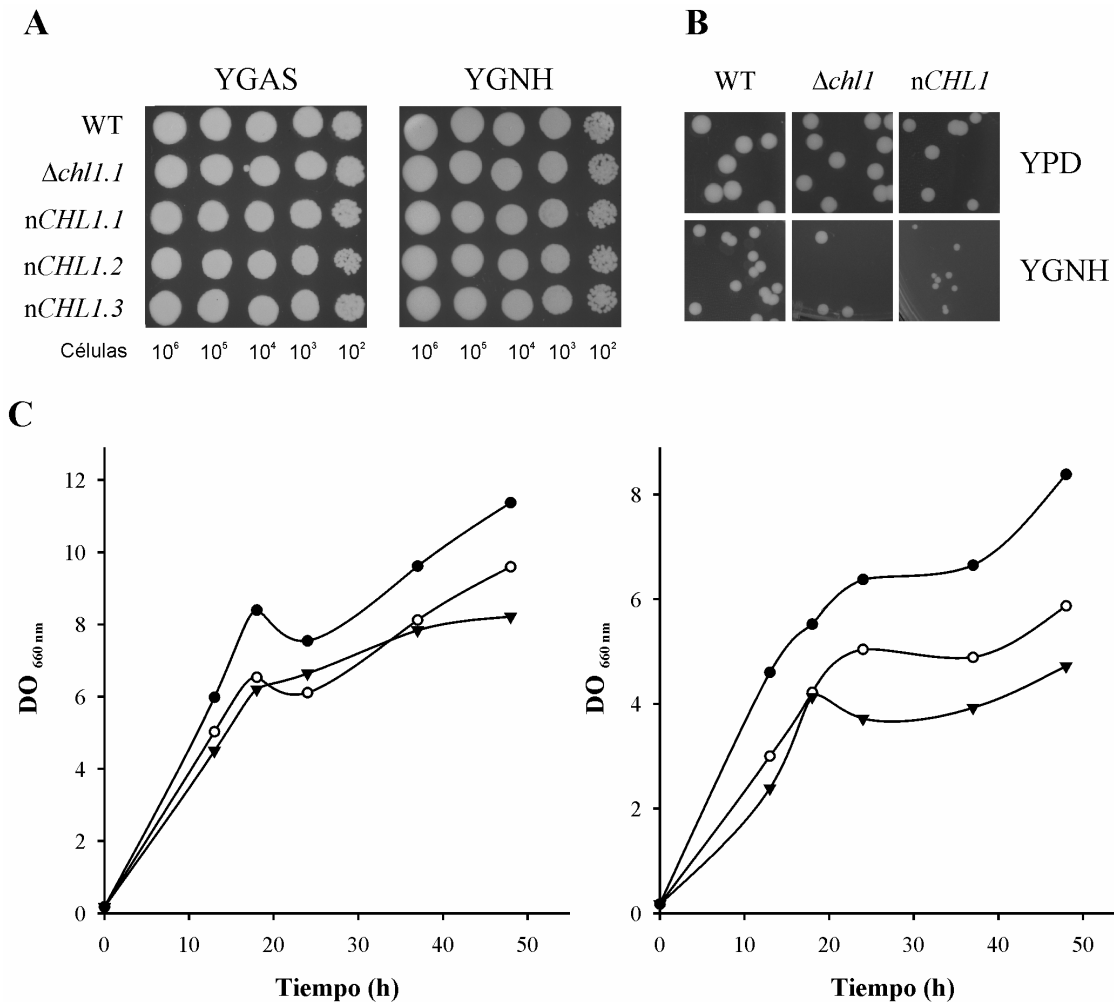 A
YGAS YGNH
WT
Δchl1.1
nCHL1.1
nCHL1.2
nCHL1.3
Células 10⁶ 10⁵ 10⁴ 10³ 10² 10⁶ 10⁵ 10⁴ 10³ 10²
B
WT Δchl1 nCHL1
YPD
YGNH
C
DO 660 nm
12
10
8
6
4
2
0
0 10 20 30 40 50
Tiempo (h)
DO 660 nm
8
6
4
2
0
0 10 20 30 40 50
Tiempo (h)